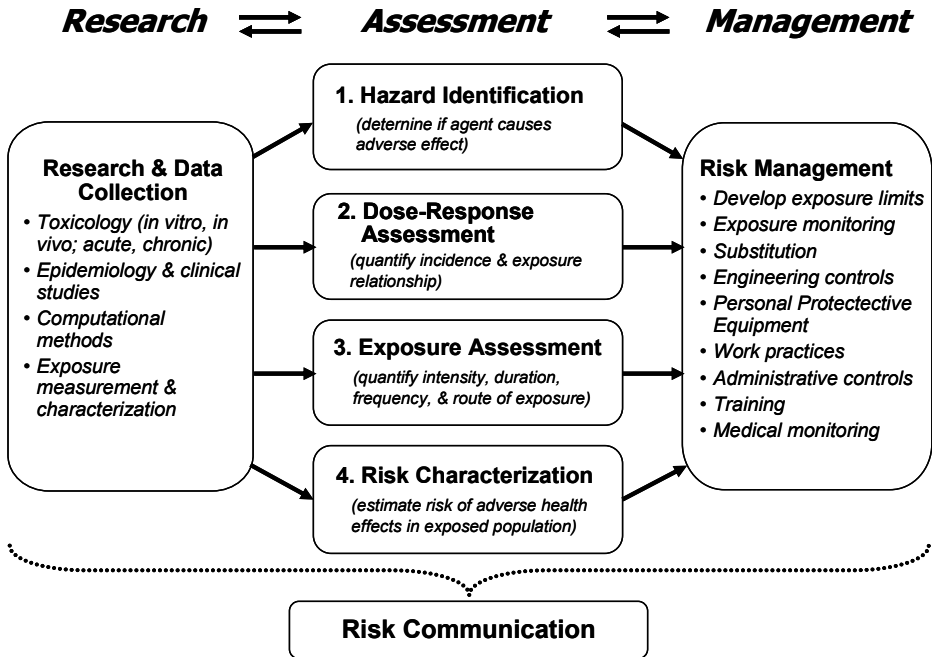 Research
Assessment
Management
Research & Data
Collection
• Toxicology (in vitro, in
vivo; acute, chronic)
• Epidemiology & clinical
studies
• Computational
methods
• Exposure
measurement &
characterization
1. Hazard Identification
(deternine if agent causes
adverse effect)
2. Dose-Response
Assessment
(quantify incidence & exposure
relationship)
3. Exposure Assessment
(quantify intensity, duration,
frequency, & route of exposure)
4. Risk Characterization
(estimate risk of adverse health
effects in exposed population)
Risk Management
• Develop exposure limits
• Exposure monitoring
• Substitution
• Engineering controls
• Personal Protectective
Equipment
• Work practices
• Administrative controls
• Training
• Medical monitoring
Risk Communication